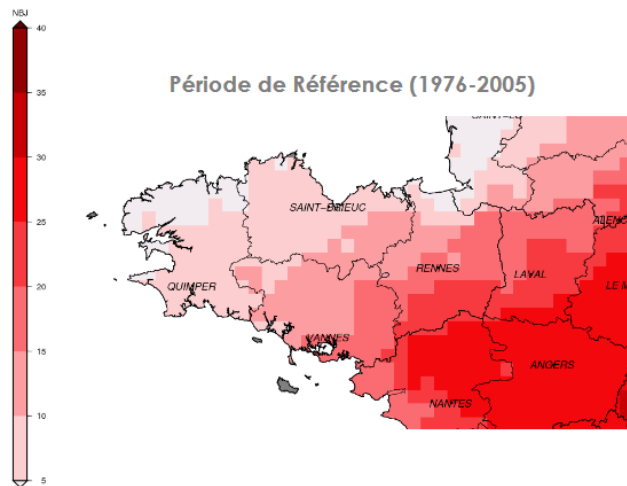 NBJ
40
35
30
25
20
15
10
5
Période de Référence (1976-2005)
SAINT-BRIEUC
QUIMPER
RENNES
LAVAL
VANNES
ANGERS
NANTES